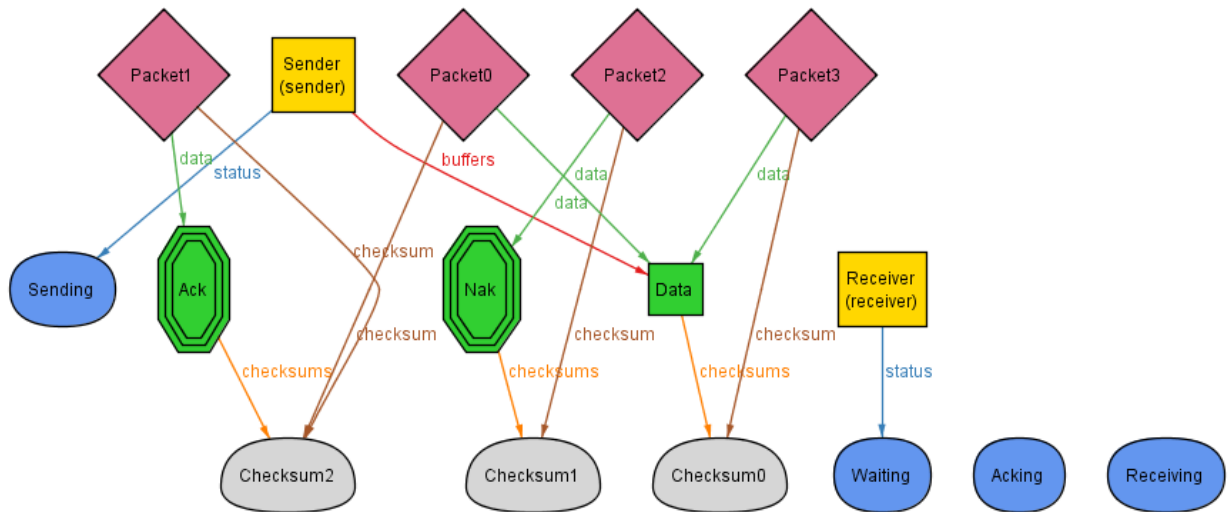 Packet1
Sender
(sender)
Packet0
Packet2
Packet3
data
status
buffers
data
data
data
checksum
Sending
Ack
Nak
Data
Receiver
(receiver)
checksum
checksum
checksum
checksums
checksums
checksums
status
Checksum2
Checksum1
Checksum0
Waiting
Acking
Receiving